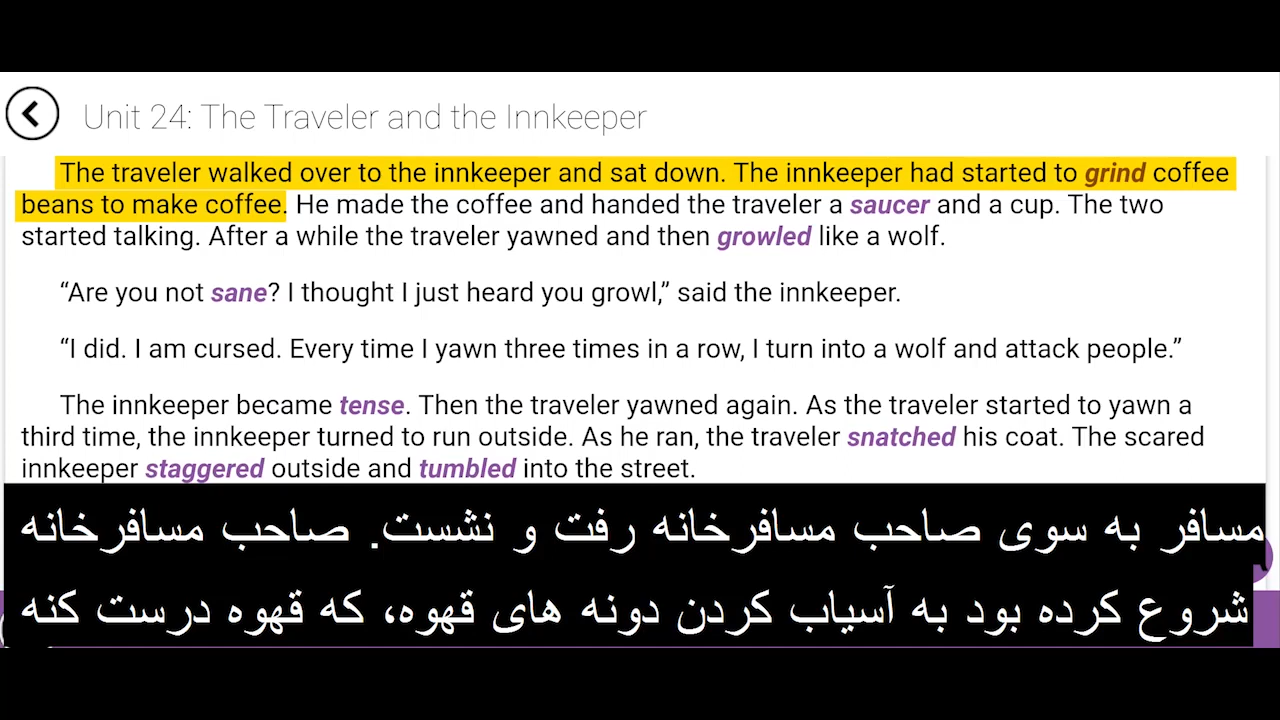 Unit 24: The Traveler and the Innkeeper
The traveler walked over to the innkeeper and sat down. The innkeeper had started to grind coffee
beans to make coffee. He made the coffee and handed the traveler a saucer and a cup. The two
started talking. After a while the traveler yawned and then growled like a wolf.
“Are you not sane? I thought I just heard you growl,” said the innkeeper.
“I did. I am cursed. Every time I yawn three times in a row, I turn into a wolf and attack people.”
The innkeeper became tense. Then the traveler yawned again. As the traveler started to yawn a
third time, the innkeeper turned to run outside. As he ran, the traveler snatched his coat. The scared
innkeeper staggered outside and tumbled into the street.
مسافر به سوی صاحب مسافرخانه رفت و نشست. صاحب مسافرخانه
شروع کرده بود به آسیاب کردن دونه های قهوه، که قهوه درست کنه